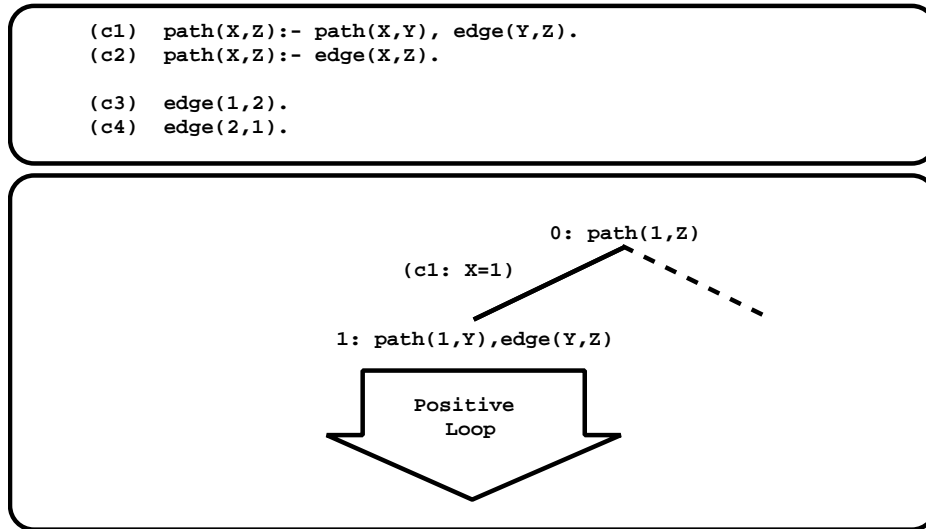 (c1) path(X,Z):- path(X,Y), edge(Y,Z).
(c2) path(X,Z):- edge(X,Z).
(c3) edge(1,2).
(c4) edge(2,1).
0: path(1,Z)
(c1: X=1)
1: path(1,Y),edge(Y,Z)
Positive
Loop